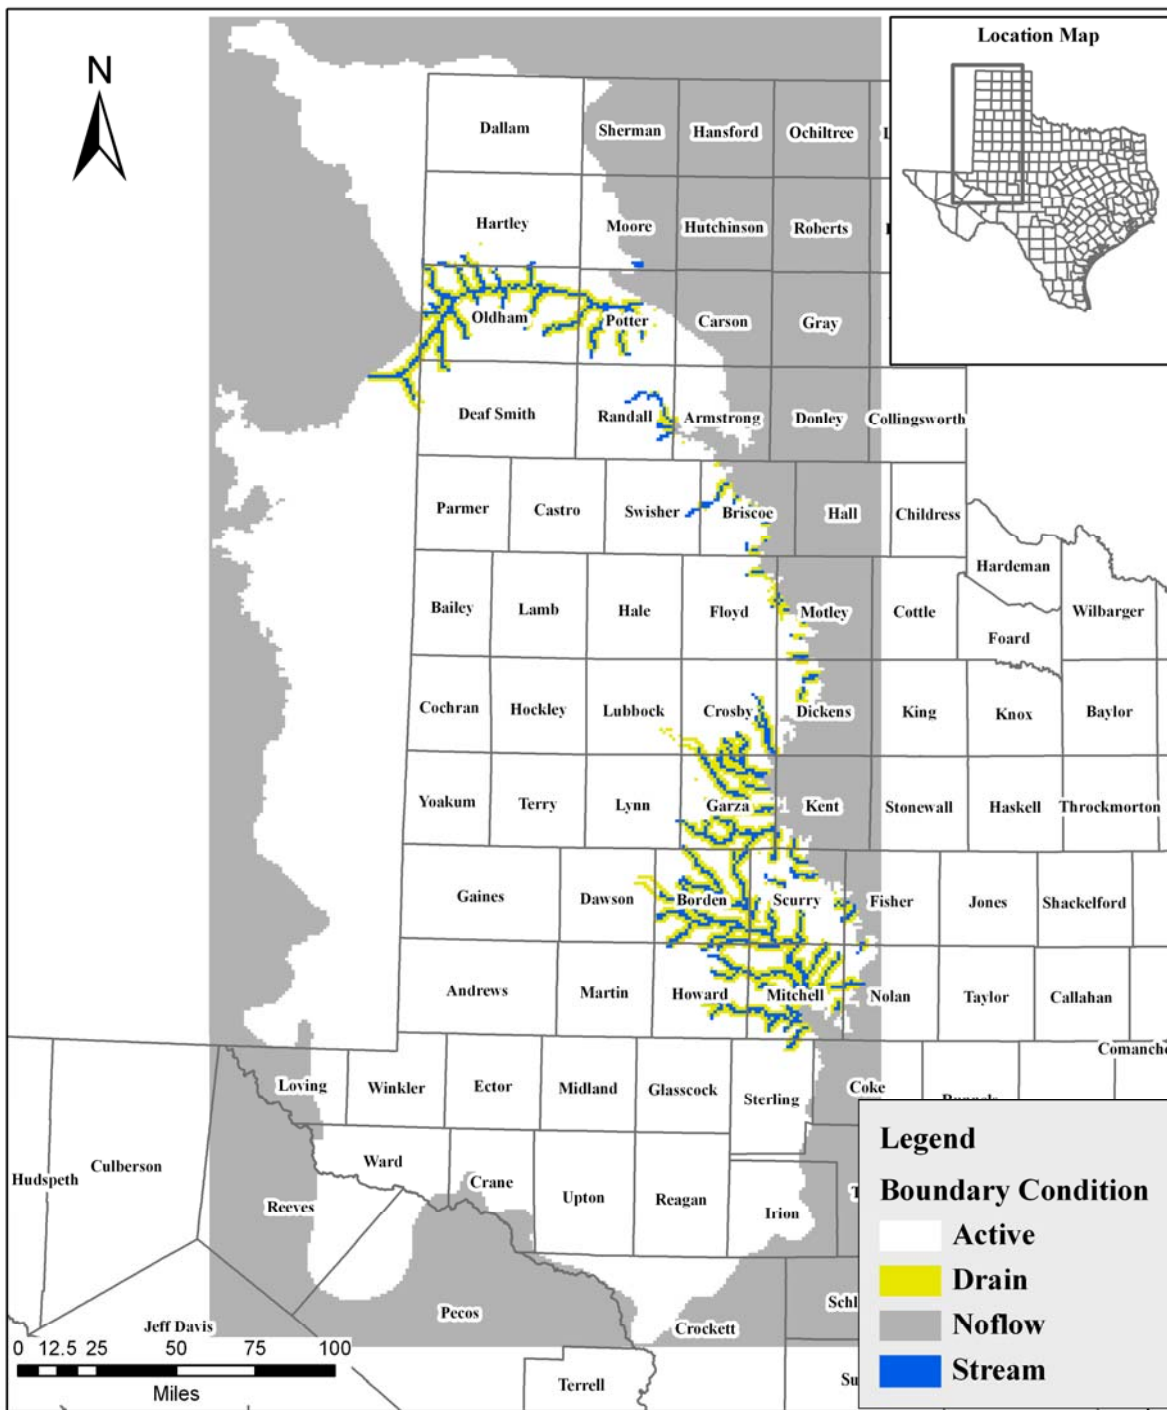 Location Map
N
Dallam
Sherman
Hansford
Ochiltree
Hartley
Moore
Hutchinson
Roberts
Oldham
Potter
Carson
Gray
Deaf Smith
Randall
Armstrong
Donley
Collingsworth
Parmer
Castro
Swisher
Briscoe
Hall
Childress
Hardeman
Bailey
Lamb
Hale
Floyd
Motley
Cottle
Foard
Wilbarger
Cochran
Hockley
Lubbock
Crosby
Dickens
King
Knox
Baylor
Yoakum
Terry
Lynn
Garza
Kent
Stonewall
Haskell
Throckmorton
Gaines
Dawson
Borden
Scurry
Fisher
Jones
Shackelford
Andrews
Martin
Howard
Mitchell
Nolan
Taylor
Callahan
Comanche
Loving
Winkler
Ector
Midland
Glasscock
Sterling
Coke
Hudspeth
Culberson
Reeves
Ward
Crane
Upton
Reagan
Irion
Jeff Davis
Pecos
Crockett
Schl
Terrell
Su
Legend
Boundary Condition
Active
Drain
Noflow
Stream
0 12.5 25 50 75 100
Miles